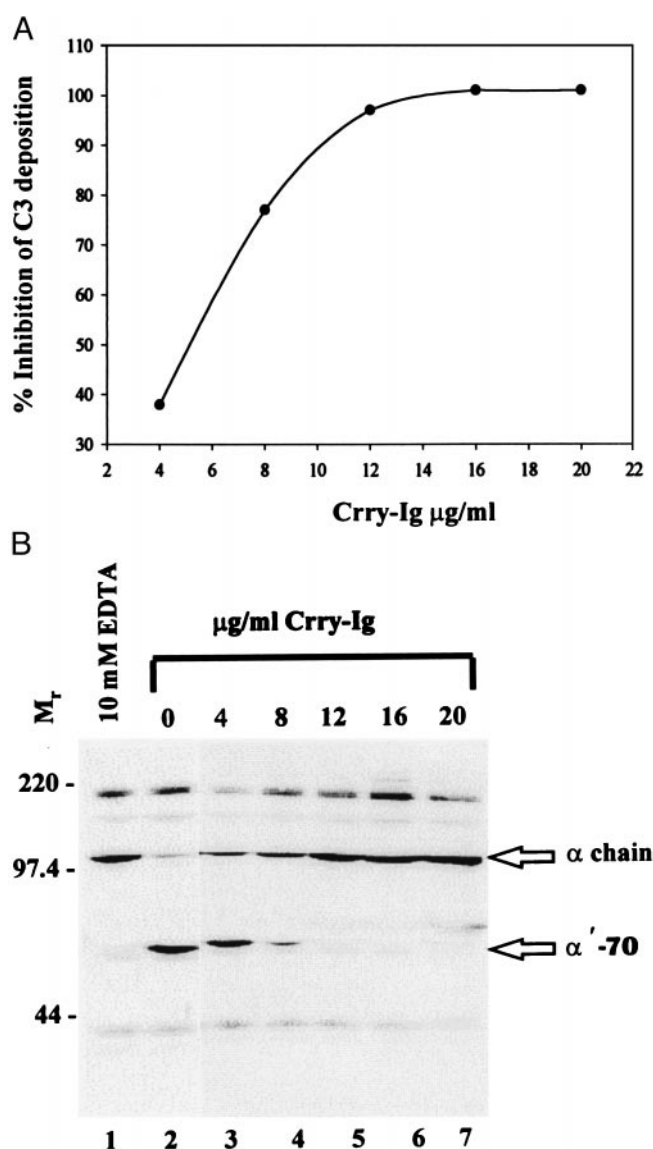 A
110
100
90
80
70
60
50
40
30
% Inhibition of C3 deposition
2 4 6 8 10 12 14 16 18 20 22
Crry-Ig μg/ml
B
Mr
10 mM EDTA
μg/ml Crry-Ig
0 4 8 12 16 20
220 -
97.4 -
44 -
α chain
α′-70
1 2 3 4 5 6 7